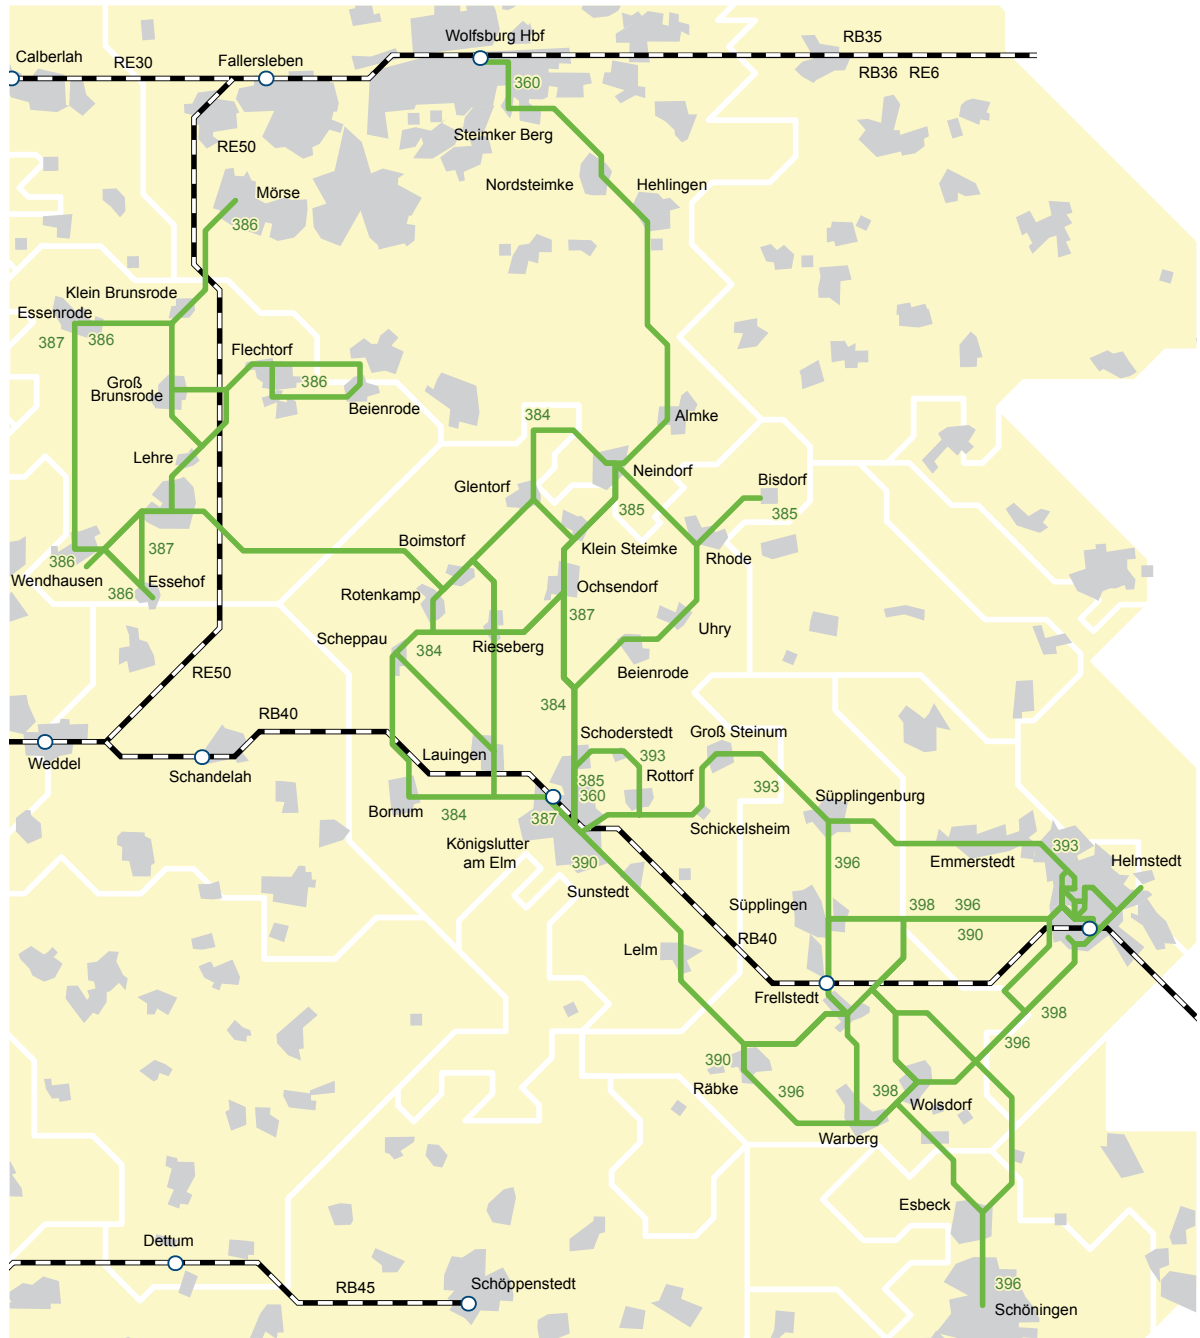 Wolfsburg Hbf
RB35
Calberlah
RE30
Fallersleben
RB36 RE6
360
Steimker Berg
RE50
Nordsteimke
Hehlingen
Mörse
386
Klein Brunsrode
Essenrode
387
386
Flechtorf
Groß
Brunsrode
386
Beienrode
384
Almke
Lehre
Neindorf
Glentorf
Bisdorf
385
385
387
Boimstorf
Klein Steimke
386
Wendhausen
Essehof
386
Rhode
Rotenkamp
Ochsendorf
387
Uhry
Scheppau
384
Rieseberg
Beienrode
RE50
384
RB40
Schoderstedt
Groß Steinum
Lauingen
393
Weddel
Schandelah
385
Rottorf
393
360
Bornum
384
387
Süpplingenburg
Schickelsheim
Königslutter
am Elm
390
Sunstedt
396
Emmerstedt
393
Helmstedt
Süpplingen
398
396
390
RB40
Lelm
Frellstedt
398
396
390
Räbke
396
398
Wolsdorf
Warberg
Esbeck
Dettum
RB45
Schöppenstedt
396
Schöningen